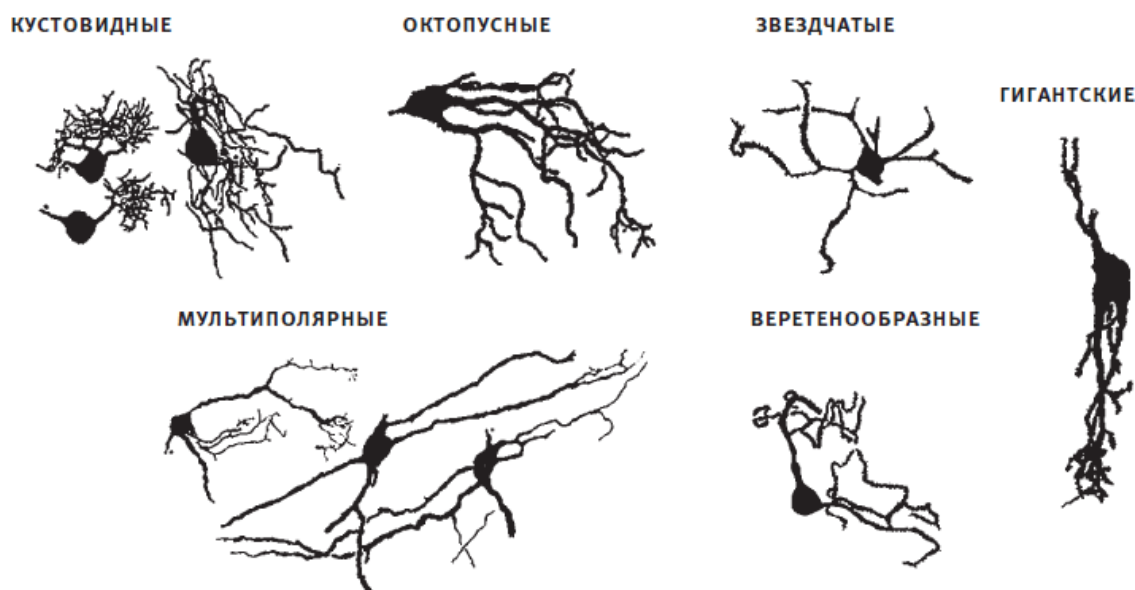 КУСТОВИДНЫЕ
ОКТОПУСНЫЕ
ЗВЕЗДЧАТЫЕ
ГИГАНТСКИЕ
МУЛЬТИПОЛЯРНЫЕ
ВЕРЕТЕНООБРАЗНЫЕ